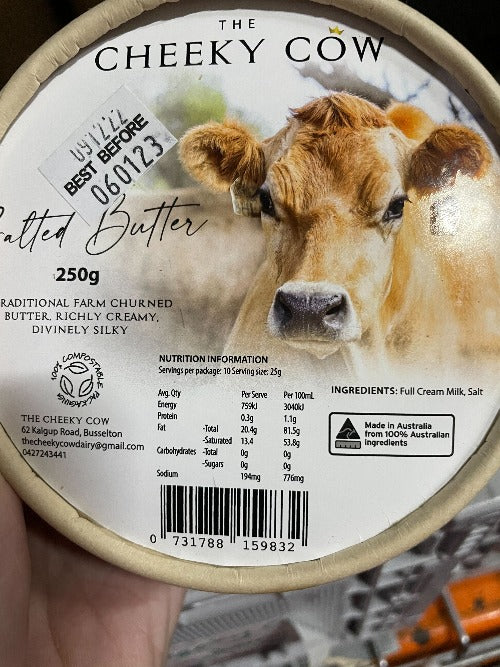 THE
CHEEKY COW
091222
BEST BEFORE
060123
Salted Butter
250g
RADITIONAL FARM CHURNED
BUTTER, RICHLY CREAMY,
DIVINELY SILKY
100% COMPOSTABLE PACKAGING
THE CHEEKY COW
62 Kalgup Road, Busselton
thecheekycowdairy@gmail.com
0427243441
NUTRITION INFORMATION
Servings per package: 10 Serving size: 25g
Avg. Qty Per Serve Per 100mL
Energy 759kJ 3040kJ
Protein 0.3g 1.1g
Fat -Total 20.4g 81.5g
-Saturated 13.4 53.8g
Carbohydrates -Total 0g 0g
-Sugars 0g 0g
Sodium 194mg 776mg
INGREDIENTS: Full Cream Milk, Salt
Made in Australia
from 100% Australian
ingredients
0 731788 159832